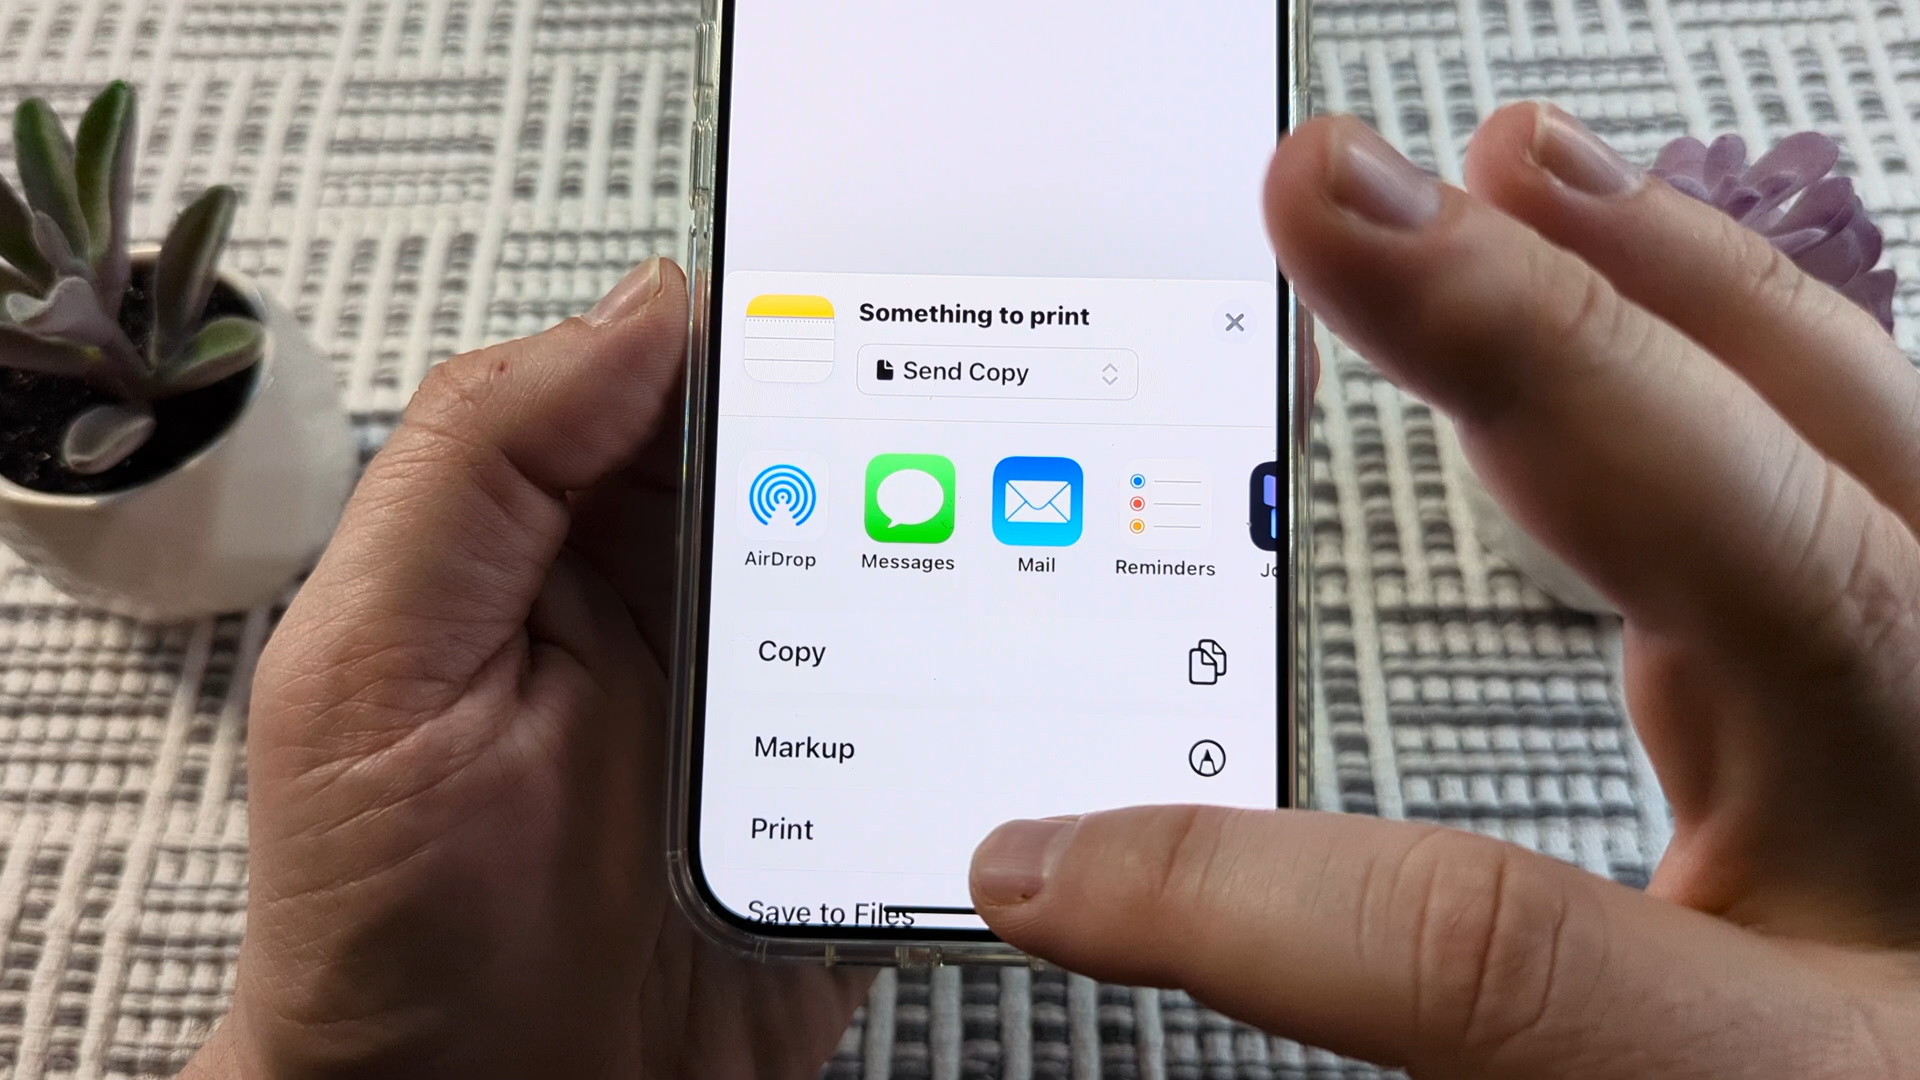 Something to print
Send Copy
AirDrop
Messages
Mail
Reminders
Copy
Markup
Print
Save to Files